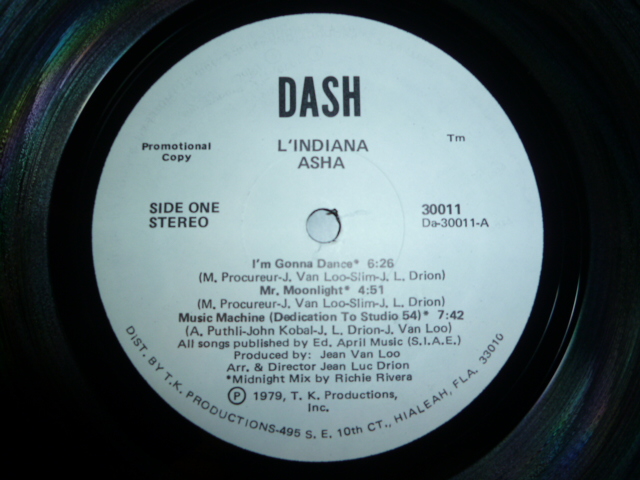 DASH
Promotional
Copy
L'INDIANA
ASHA
Tm
SIDE ONE
STEREO
30011
Da-30011-A
I'm Gonna Dance* 6:26
(M. Procureur-J. Van Loo-Slim-J. L. Drion)
Mr. Moonlight* 4:51
(M. Procureur-J. Van Loo-Slim-J. L. Drion)
Music Machine (Dedication To Studio 54)* 7:42
(A. Puthli-John Kobal-J. L. Drion-J. Van Loo)
All songs published by Ed. April Music (S.I.A.E.)
Produced by: Jean Van Loo
Arr. & Director Jean Luc Drion
*Midnight Mix by Richie Rivera
Ⓟ 1979, T. K. Productions,
Inc.
DIST. BY T.K. PRODUCTIONS-495 S. E. 10th CT., HIALEAH, FLA. 33010